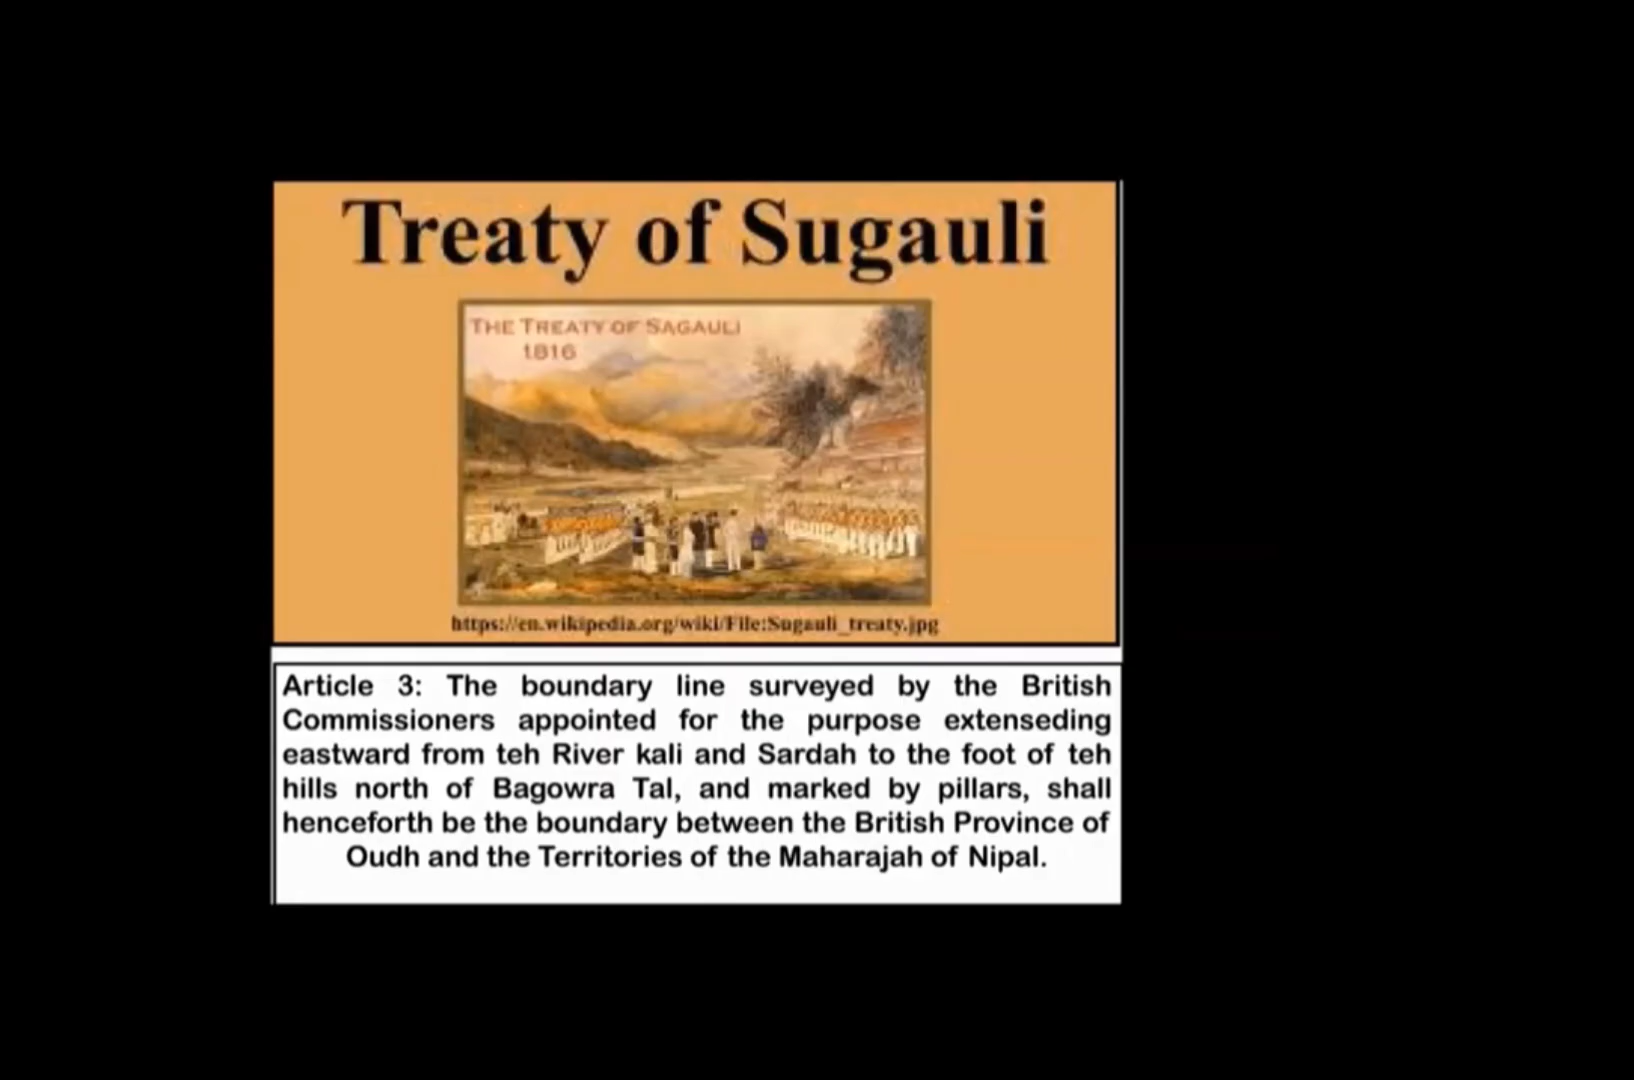 Treaty of Sugauli
THE TREATY OF SAGAULI
1816
https://en.wikipedia.org/wiki/File:Sugauli_treaty.jpg
Article 3: The boundary line surveyed by the British
Commissioners appointed for the purpose extenseding
eastward from teh River kali and Sardah to the foot of teh
hills north of Bagowra Tal, and marked by pillars, shall
henceforth be the boundary between the British Province of
Oudh and the Territories of the Maharajah of Nipal.